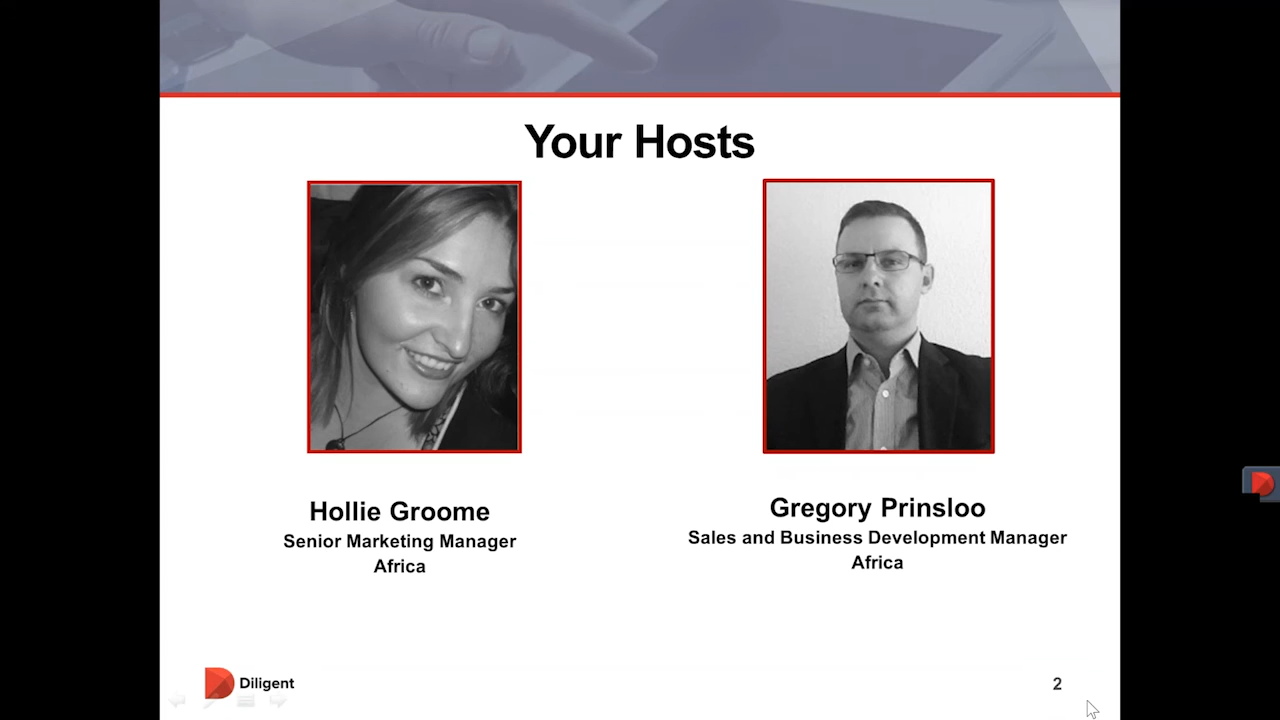 Your Hosts
Hollie Groome
Senior Marketing Manager
Africa
Gregory Prinsloo
Sales and Business Development Manager
Africa
Diligent
2